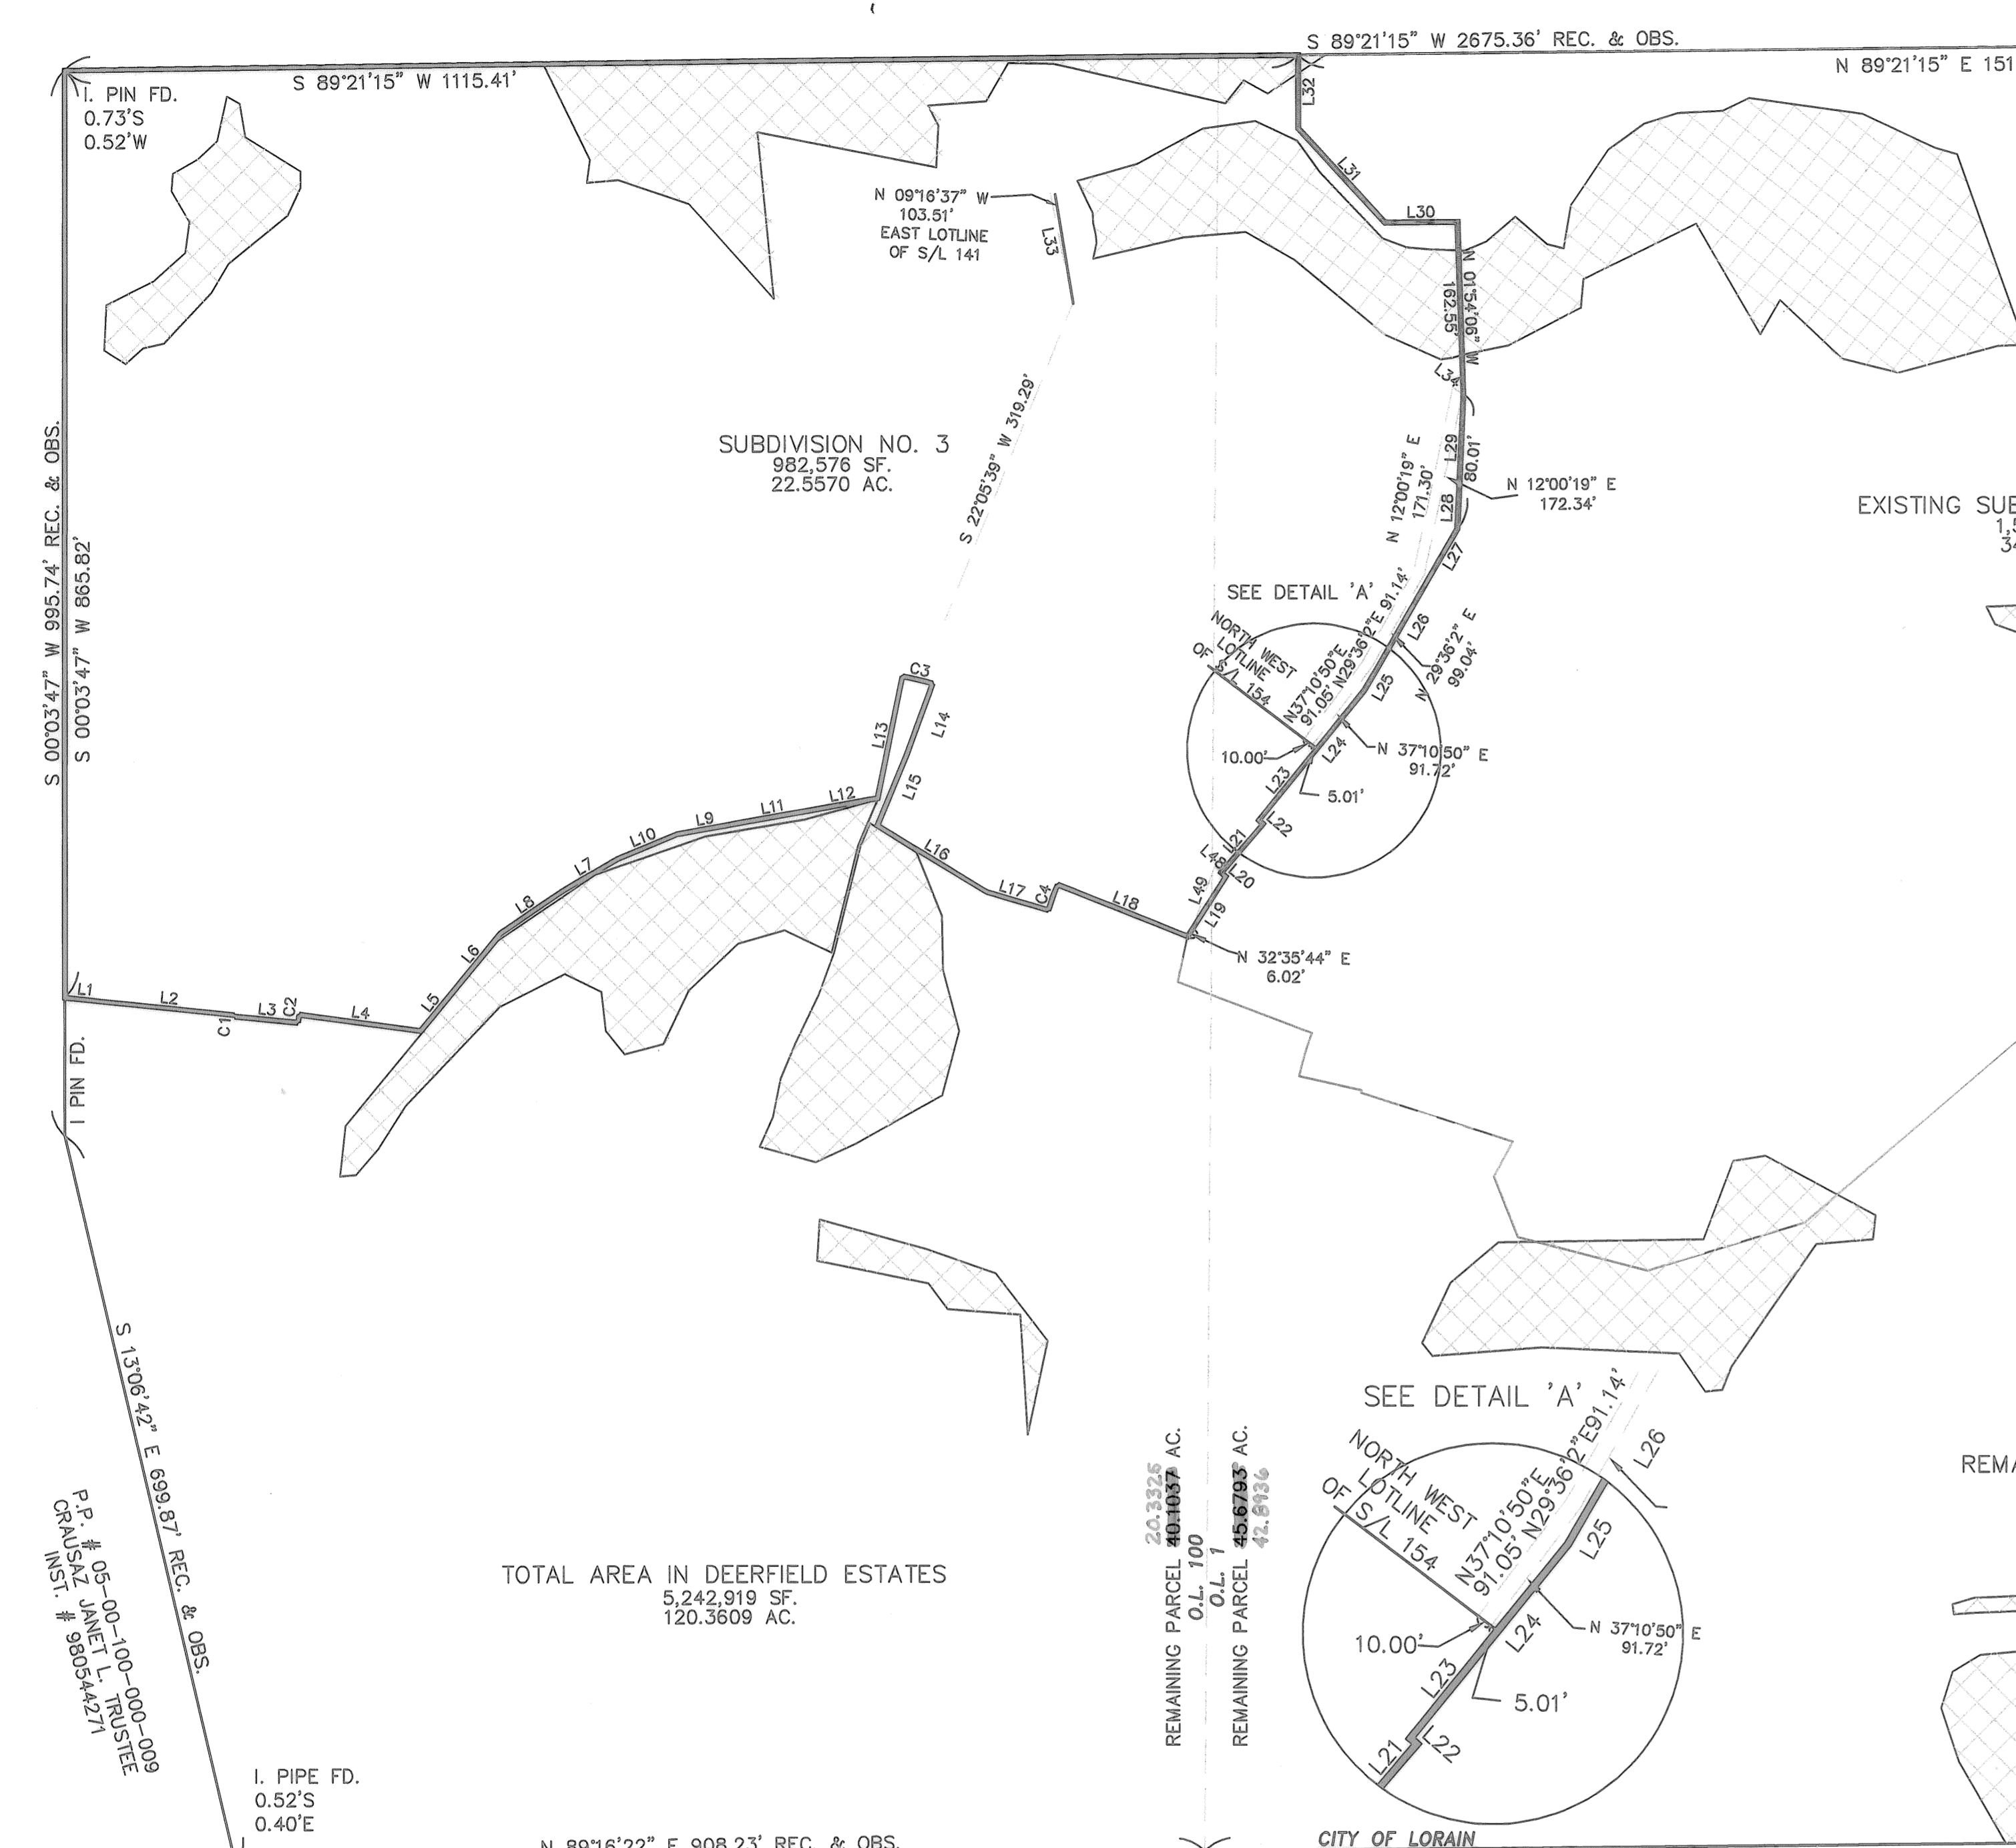 S 89°21'15" W 2675.36' REC. & OBS.
S 89°21'15" W 1115.41'
N 89°21'15" E 151
I. PIN FD.
0.73'S
0.52'W
L32
L31
L30
N 09°16'37" W
103.51'
EAST LOTLINE
OF S/L 141
L33
N 01°54'06" W
162.55'
L34
S 00°03'47" W 995.74' REC. & OBS.
S 00°03'47" W 865.82'
SUBDIVISION NO. 3
982,576 SF.
22.5570 AC.
S 22°05'39" W 319.29'
N 12°00'19" E
171.30'
L29
80.01'
L28
N 12°00'19" E
172.34'
EXISTING SUB
1,5
34
L27
SEE DETAIL 'A'
NORTH WEST
LOTLINE
OF S/L 154
N37°10'50"E
91.05'
N29°36'2"E 91.14'
L26
N 29°36'2" E
99.04'
L25
L24
N 37°10'50" E
91.72'
10.00'
5.01'
L23
L22
L21
L48
L20
L49
L19
N 32°35'44" E
6.02'
C3
L13
L14
L15
L12
L11
L9
L10
L7
L8
L6
L5
L16
L17
C4
L18
L1
L2
C1
L3
C2
L4
I PIN FD.
S 13°06'42" E 699.87' REC. & OBS.
P.P. # 05-00-100-000-009
CRAUSAZ JANET L. TRUSTEE
INST. # 980544271
TOTAL AREA IN DEERFIELD ESTATES
5,242,919 SF.
120.3609 AC.
20.3325
REMAINING PARCEL 40.1037 AC.
O.L. 100
O.L. 1
REMAINING PARCEL 45.6793 AC.
42.8936
SEE DETAIL 'A'
NORTH WEST
LOTLINE
OF S/L 154
N37°10'50"E
91.05'
N29°36'2"E91.14'
L26
L25
N 37°10'50" E
91.72'
L24
10.00'
L23
5.01'
L22
L21
REMA
I. PIPE FD.
0.52'S
0.40'E
N 89°16'22" E 908.23' REC. & OBS.
CITY OF LORAIN